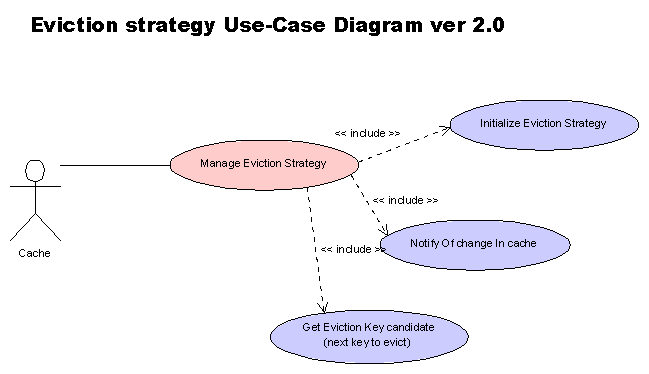 Eviction strategy Use-Case Diagram ver 2.0
<< include >>
Initialize Eviction Strategy
Manage Eviction Strategy
<< include >>
Cache
<< include >>
Notify Of change In cache
Get Eviction Key candidate
(next key to evict)